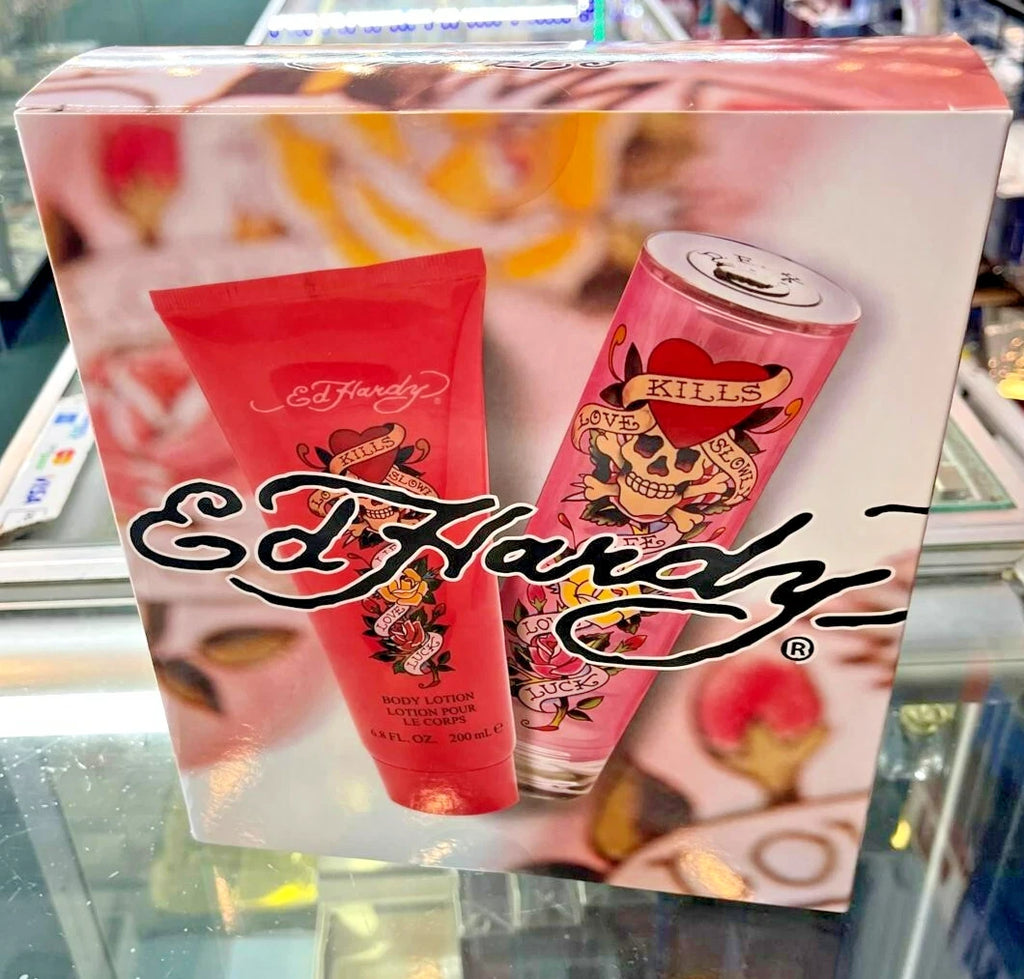 Ed Hardy
KILLS
LOVE
SLOWLY
LOVE
LUCK
BODY LOTION
LOTION POUR
LE CORPS
6.8 FL. OZ. 200 mL ℮
KILLS
LOVE
SLOWLY
LUCK
Ed Hardy®
VISA